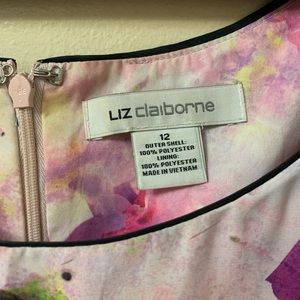 LIZ claiborne
12
OUTER SHELL:
100% POLYESTER
LINING:
100% POLYESTER
MADE IN VIETNAM